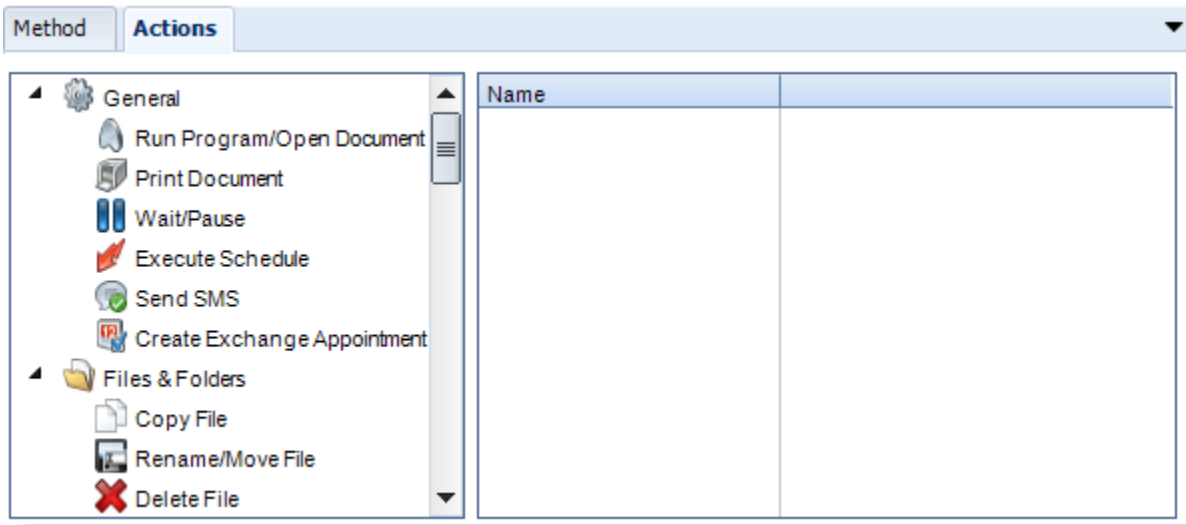 Method
Actions
General
Run Program/Open Document
Print Document
Wait/Pause
Execute Schedule
Send SMS
Create Exchange Appointment
Files & Folders
Copy File
Rename/Move File
Delete File
Name